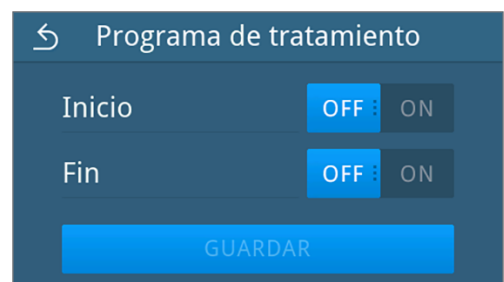 Programa de tratamiento
Inicio OFF ON
Fin OFF ON
GUARDAR